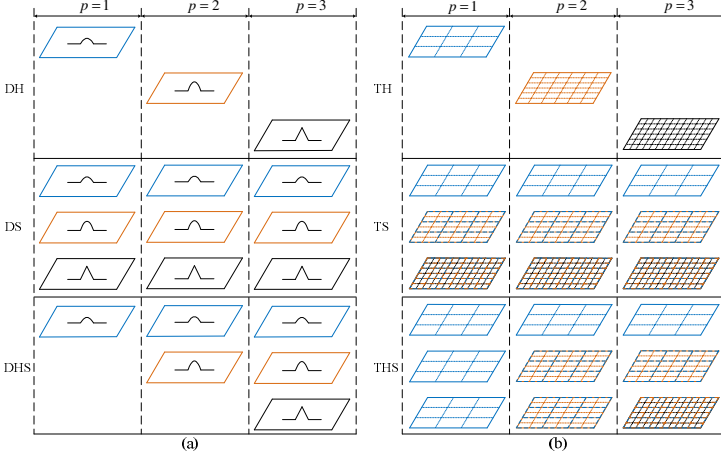 p = 1 p = 2 p = 3
DH
DS
DHS
(a)
p = 1 p = 2 p = 3
TH
TS
THS
(b)